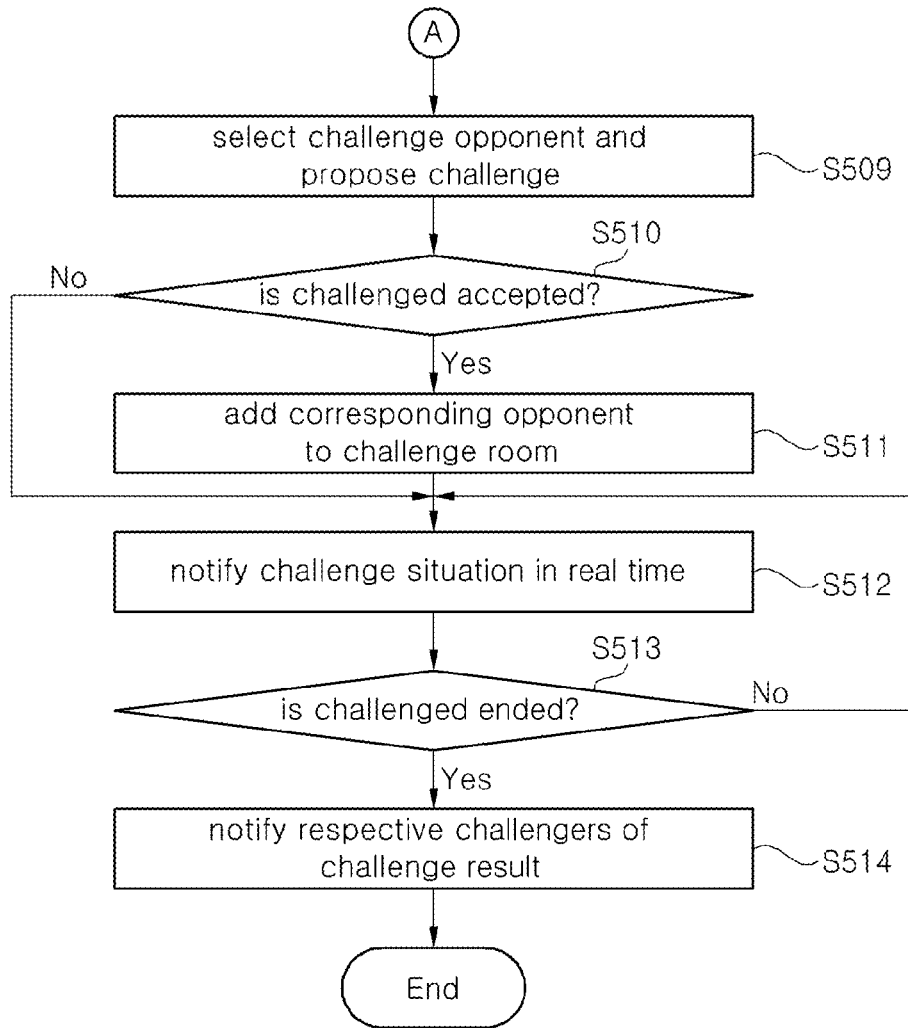 A
select challenge opponent and
propose challenge
S509
S510
No
is challenged accepted?
Yes
add corresponding opponent
to challenge room
S511
notify challenge situation in real time
S512
S513
No
is challenged ended?
Yes
notify respective challengers of
challenge result
S514
End